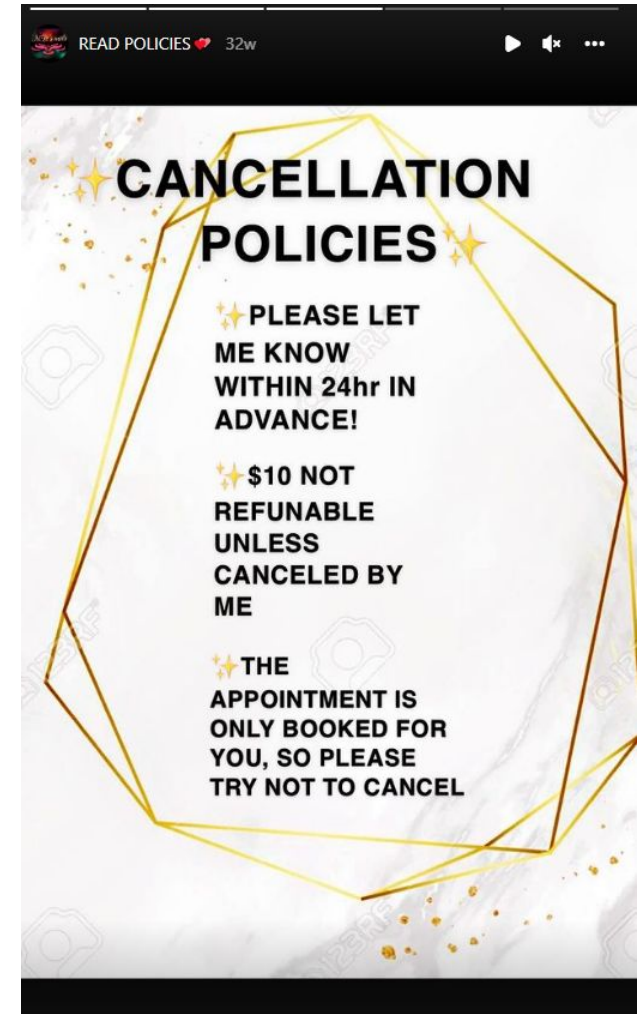 READ POLICIES💕 32w
✨CANCELLATION
POLICIES✨
✨PLEASE LET
ME KNOW
WITHIN 24hr IN
ADVANCE!
✨$10 NOT
REFUNABLE
UNLESS
CANCELED BY
ME
✨THE
APPOINTMENT IS
ONLY BOOKED FOR
YOU, SO PLEASE
TRY NOT TO CANCEL